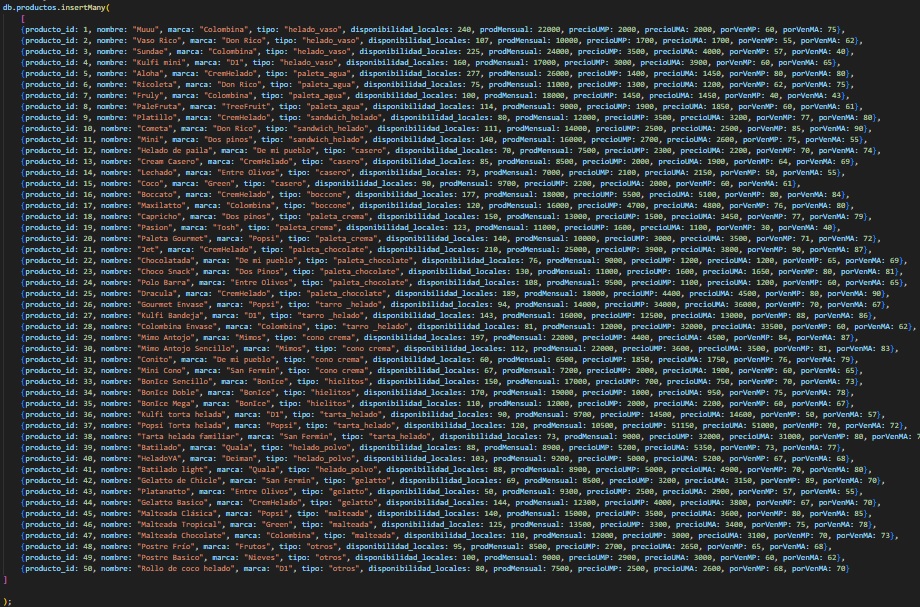 db.productos.insertMany(
[
{producto_id: 1, nombre: "Muuu", marca: "Colombina", tipo: "helado_vaso", disponibilidad_locales: 240, prodMensual: 22000, precioUMP: 2000, precioUMA: 2000, porVenMP: 60, porVenMA: 75},
{producto_id: 2, nombre: "Vaso Rico", marca: "Don Rico", tipo: "helado_vaso", disponibilidad_locales: 107, prodMensual: 10000, precioUMP: 1700, precioUMA: 1700, porVenMP: 55, porVenMA: 62},
{producto_id: 3, nombre: "Sundae", marca: "Colombina", tipo: "helado_vaso", disponibilidad_locales: 225, prodMensual: 24000, precioUMP: 3500, precioUMA: 4000, porVenMP: 57, porVenMA: 40},
{producto_id: 4, nombre: "Kulfi mini", marca: "D1", tipo: "helado_vaso", disponibilidad_locales: 160, prodMensual: 17000, precioUMP: 3400, precioUMA: 3900, porVenMP: 60, porVenMA: 65},
{producto_id: 5, nombre: "Aloha", marca: "CremHelado", tipo: "paleta_agua", disponibilidad_locales: 277, prodMensual: 26000, precioUMP: 1400, precioUMA: 1450, porVenMP: 80, porVenMA: 80},
{producto_id: 6, nombre: "Ricoleta", marca: "Don Rico", tipo: "paleta_agua", disponibilidad_locales: 75, prodMensual: 11000, precioUMP: 1300, precioUMA: 1200, porVenMP: 62, porVenMA: 75},
{producto_id: 7, nombre: "Fruly", marca: "Colombina", tipo: "paleta_agua", disponibilidad_locales: 100, prodMensual: 18000, precioUMP: 1450, precioUMA: 1450, porVenMP: 40, porVenMA: 43},
{producto_id: 8, nombre: "PaleFruta", marca: "TreeFruit", tipo: "paleta_agua", disponibilidad_locales: 114, prodMensual: 9000, precioUMP: 1900, precioUMA: 1850, porVenMP: 60, porVenMA: 61},
{producto_id: 9, nombre: "Platillo", marca: "CremHelado", tipo: "sandwich_helado", disponibilidad_locales: 80, prodMensual: 12000, precioUMP: 3500, precioUMA: 3200, porVenMP: 77, porVenMA: 80},
{producto_id: 10, nombre: "Cometa", marca: "Don Rico", tipo: "sandwich_helado", disponibilidad_locales: 111, prodMensual: 14000, precioUMP: 2500, precioUMA: 2500, porVenMP: 85, porVenMA: 90},
{producto_id: 11, nombre: "Mini", marca: "Dos pinos", tipo: "sandwich_helado", disponibilidad_locales: 140, prodMensual: 16000, precioUMP: 2700, precioUMA: 2600, porVenMP: 75, porVenMA: 55},
{producto_id: 12, nombre: "Helado de paila", marca: "De mi pueblo", tipo: "casero", disponibilidad_locales: 70, prodMensual: 7500, precioUMP: 2300, precioUMA: 2200, porVenMP: 70, porVenMA: 74},
{producto_id: 13, nombre: "Cream Casero", marca: "CremHelado", tipo: "casero", disponibilidad_locales: 85, prodMensual: 8500, precioUMP: 2000, precioUMA: 1900, porVenMP: 64, porVenMA: 69},
{producto_id: 14, nombre: "Lochado", marca: "Entre Olivos", tipo: "casero", disponibilidad_locales: 73, prodMensual: 7000, precioUMP: 2100, precioUMA: 2150, porVenMP: 50, porVenMA: 55},
{producto_id: 15, nombre: "Coco", marca: "Green", tipo: "casero", disponibilidad_locales: 90, prodMensual: 9700, precioUMP: 2200, precioUMA: 2000, porVenMP: 60, porVenMA: 61},
{producto_id: 16, nombre: "Boccato", marca: "CremHelado", tipo: "boccone", disponibilidad_locales: 177, prodMensual: 18000, precioUMP: 5500, precioUMA: 5100, porVenMP: 80, porVenMA: 84},
{producto_id: 17, nombre: "Maxilatto", marca: "Colombina", tipo: "boccone", disponibilidad_locales: 120, prodMensual: 16000, precioUMP: 4700, precioUMA: 4800, porVenMP: 76, porVenMA: 80},
{producto_id: 18, nombre: "Capricho", marca: "Dos pinos", tipo: "paleta_crema", disponibilidad_locales: 150, prodMensual: 13000, precioUMP: 1500, precioUMA: 3450, porVenMP: 77, porVenMA: 79},
{producto_id: 19, nombre: "Pasion", marca: "Tosh", tipo: "paleta_crema", disponibilidad_locales: 123, prodMensual: 11000, precioUMP: 1600, precioUMA: 1100, porVenMP: 30, porVenMA: 40},
{producto_id: 20, nombre: "Paleta Gourmet", marca: "Popsi", tipo: "paleta_crema", disponibilidad_locales: 140, prodMensual: 10000, precioUMP: 3000, precioUMA: 3500, porVenMP: 71, porVenMA: 72},
{producto_id: 21, nombre: "Jet", marca: "CremHelado", tipo: "paleta_chocolate", disponibilidad_locales: 210, prodMensual: 25000, precioUMP: 3900, precioUMA: 3800, porVenMP: 90, porVenMA: 87},
{producto_id: 22, nombre: "Chocolatada", marca: "De mi pueblo", tipo: "paleta_chocolate", disponibilidad_locales: 76, prodMensual: 9000, precioUMP: 1200, precioUMA: 1200, porVenMP: 65, porVenMA: 69},
{producto_id: 23, nombre: "Choco Snack", marca: "Dos Pinos", tipo: "paleta_chocolate", disponibilidad_locales: 130, prodMensual: 11000, precioUMP: 1600, precioUMA: 1650, porVenMP: 80, porVenMA: 81},
{producto_id: 24, nombre: "Polo Barra", marca: "Entre Olivos", tipo: "paleta_chocolate", disponibilidad_locales: 108, prodMensual: 9500, precioUMP: 1100, precioUMA: 1200, porVenMP: 60, porVenMA: 65},
{producto_id: 25, nombre: "Dracula", marca: "CremHelado", tipo: "paleta_chocolate", disponibilidad_locales: 189, prodMensual: 18000, precioUMP: 4400, precioUMA: 4500, porVenMP: 80, porVenMA: 90},
{producto_id: 26, nombre: "Gourmet Envase", marca: "Popsi", tipo: "tarro _helado", disponibilidad_locales: 94, prodMensual: 14000, precioUMP: 34000, precioUMA: 36000, porVenMP: 70, porVenMA: 67},
{producto_id: 27, nombre: "Kulfi Bandeja", marca: "D1", tipo: "tarro _helado", disponibilidad_locales: 143, prodMensual: 16000, precioUMP: 12500, precioUMA: 13000, porVenMP: 88, porVenMA: 86},
{producto_id: 28, nombre: "Colombina Envase", marca: "Colombina", tipo: "tarro _helado", disponibilidad_locales: 81, prodMensual: 12000, precioUMP: 32000, precioUMA: 33500, porVenMP: 60, porVenMA: 62},
{producto_id: 29, nombre: "Mimo Antojo", marca: "Mimos", tipo: "cono crema", disponibilidad_locales: 197, prodMensual: 22000, precioUMP: 4400, precioUMA: 4500, porVenMP: 84, porVenMA: 87},
{producto_id: 30, nombre: "Mimo Antojo Sencillo", marca: "Mimos", tipo: "cono crema", disponibilidad_locales: 112, prodMensual: 22000, precioUMP: 3600, precioUMA: 3500, porVenMP: 81, porVenMA: 83},
{producto_id: 31, nombre: "Conito", marca: "De mi pueblo", tipo: "cono crema", disponibilidad_locales: 60, prodMensual: 6500, precioUMP: 1850, precioUMA: 1750, porVenMP: 76, porVenMA: 79},
{producto_id: 32, nombre: "Mini Cono", marca: "San Fermin", tipo: "cono crema", disponibilidad_locales: 67, prodMensual: 7200, precioUMP: 2000, precioUMA: 1900, porVenMP: 60, porVenMA: 65},
{producto_id: 33, nombre: "BonIce Sencillo", marca: "BonIce", tipo: "hielitos", disponibilidad_locales: 150, prodMensual: 17000, precioUMP: 700, precioUMA: 750, porVenMP: 70, porVenMA: 73},
{producto_id: 34, nombre: "BonIce Doble", marca: "BonIce", tipo: "hielitos", disponibilidad_locales: 170, prodMensual: 19000, precioUMP: 1000, precioUMA: 950, porVenMP: 75, porVenMA: 78},
{producto_id: 35, nombre: "BonIce Mega", marca: "BonIce", tipo: "hielitos", disponibilidad_locales: 110, prodMensual: 12000, precioUMP: 2000, precioUMA: 2200, porVenMP: 60, porVenMA: 67},
{producto_id: 36, nombre: "Kulfi torta helada", marca: "D1", tipo: "tarta_helado", disponibilidad_locales: 90, prodMensual: 9700, precioUMP: 14500, precioUMA: 14600, porVenMP: 50, porVenMA: 57},
{producto_id: 37, nombre: "Popsi Torta helada", marca: "Popsi", tipo: "tarta_helado", disponibilidad_locales: 120, prodMensual: 10500, precioUMP: 51150, precioUMA: 51000, porVenMP: 70, porVenMA: 72},
{producto_id: 38, nombre: "Tarta helada familiar", marca: "San Fermin", tipo: "tarta_helado", disponibilidad_locales: 73, prodMensual: 9000, precioUMP: 32000, precioUMA: 31000, porVenMP: 80, porVenMA:
{producto_id: 39, nombre: "Batilado", marca: "Quala", tipo: "helado_polvo", disponibilidad_locales: 88, prodMensual: 8900, precioUMP: 5200, precioUMA: 5350, porVenMP: 73, porVenMA: 77},
{producto_id: 40, nombre: "HeladoYA", marca: "Deiman", tipo: "helado_polvo", disponibilidad_locales: 103, prodMensual: 9200, precioUMP: 5000, precioUMA: 5200, porVenMP: 67, porVenMA: 68},
{producto_id: 41, nombre: "Batilado light", marca: "Quala", tipo: "helado_polvo", disponibilidad_locales: 88, prodMensual: 8900, precioUMP: 5000, precioUMA: 4900, porVenMP: 70, porVenMA: 80},
{producto_id: 42, nombre: "Gelatto de Chicle", marca: "San Fermin", tipo: "gelatto", disponibilidad_locales: 69, prodMensual: 8500, precioUMP: 3200, precioUMA: 3150, porVenMP: 89, porVenMA: 70},
{producto_id: 43, nombre: "Platanatto", marca: "Entre Olivos", tipo: "gelatto", disponibilidad_locales: 50, prodMensual: 9300, precioUMP: 2500, precioUMA: 2900, porVenMP: 57, porVenMA: 55},
{producto_id: 44, nombre: "Gelatto Basico", marca: "CremHelado", tipo: "gelatto", disponibilidad_locales: 144, prodMensual: 12300, precioUMP: 4000, precioUMA: 3800, porVenMP: 67, porVenMA: 70},
{producto_id: 45, nombre: "Malteada Clásica", marca: "Popsi", tipo: "malteada", disponibilidad_locales: 140, prodMensual: 15000, precioUMP: 3500, precioUMA: 3600, porVenMP: 80, porVenMA: 85},
{producto_id: 46, nombre: "Malteada Tropical", marca: "Green", tipo: "malteada", disponibilidad_locales: 125, prodMensual: 13500, precioUMP: 3300, precioUMA: 3400, porVenMP: 75, porVenMA: 78},
{producto_id: 47, nombre: "Malteada Chocolate", marca: "Colombina", tipo: "malteada", disponibilidad_locales: 110, prodMensual: 12000, precioUMP: 3000, precioUMA: 3100, porVenMP: 70, porVenMA: 73},
{producto_id: 48, nombre: "Postre Frío", marca: "Frutos", tipo: "otros", disponibilidad_locales: 95, prodMensual: 8500, precioUMP: 2700, precioUMA: 2650, porVenMP: 65, porVenMA: 68},
{producto_id: 49, nombre: "Postre Basico", marca: "Nieves", tipo: "otros", disponibilidad_locales: 100, prodMensual: 9000, precioUMP: 2900, precioUMA: 3000, porVenMP: 60, porVenMA: 62},
{producto_id: 50, nombre: "Rollo de coco helado", marca: "D1", tipo: "otros", disponibilidad_locales: 80, prodMensual: 7500, precioUMP: 2500, precioUMA: 2600, porVenMP: 68, porVenMA: 70}
]
);